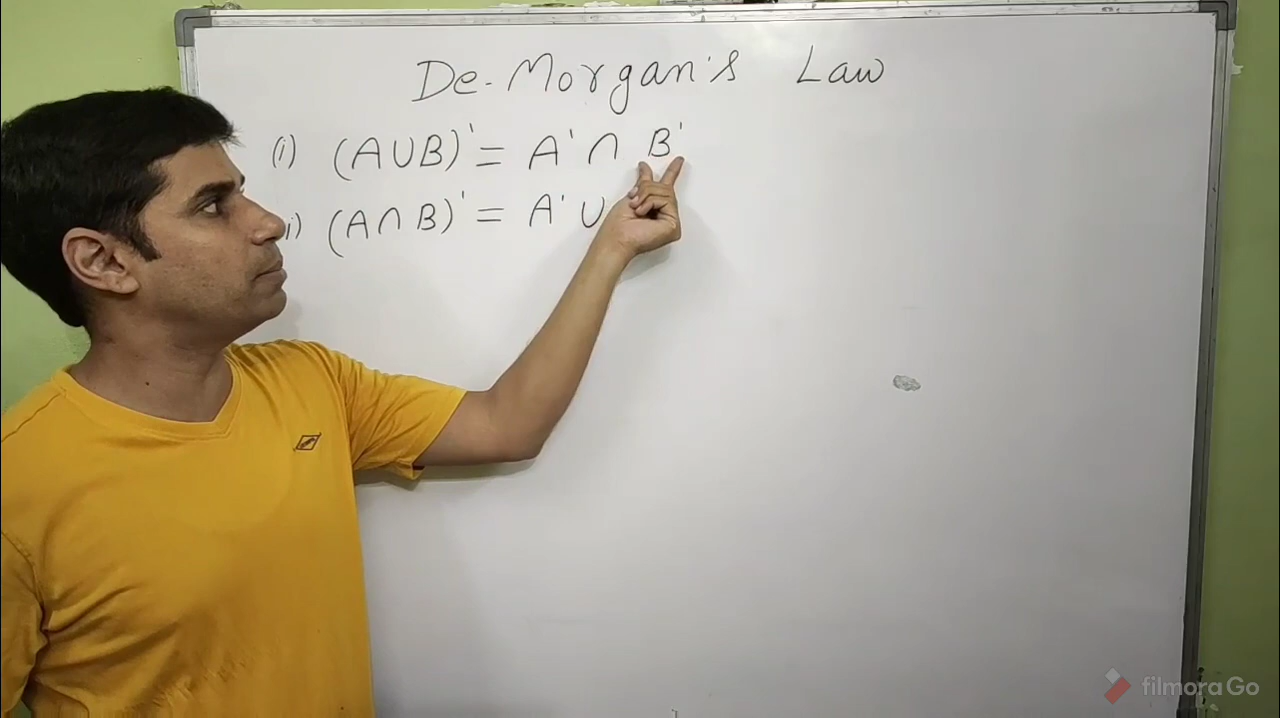 De-Morgan's Law
(i) (A∪B)' = A' ∩ B'
i) (A∩B)' = A' ∪
filmoraGo